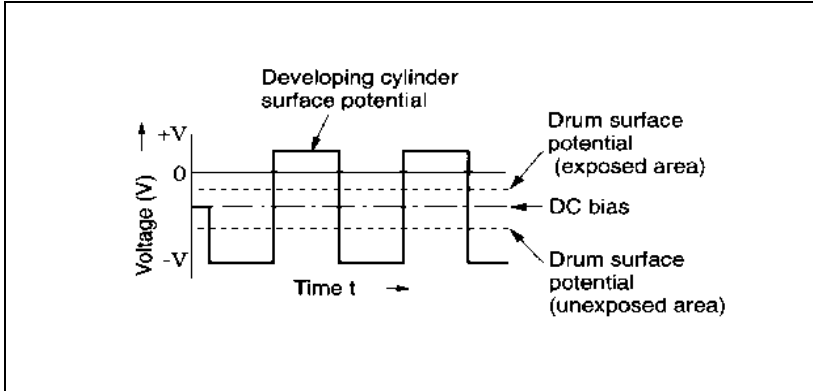 Developing cylinder
surface potential
+V
0
-V
Voltage (V)
Time t
Drum surface
potential
(exposed area)
DC bias
Drum surface
potential
(unexposed area)